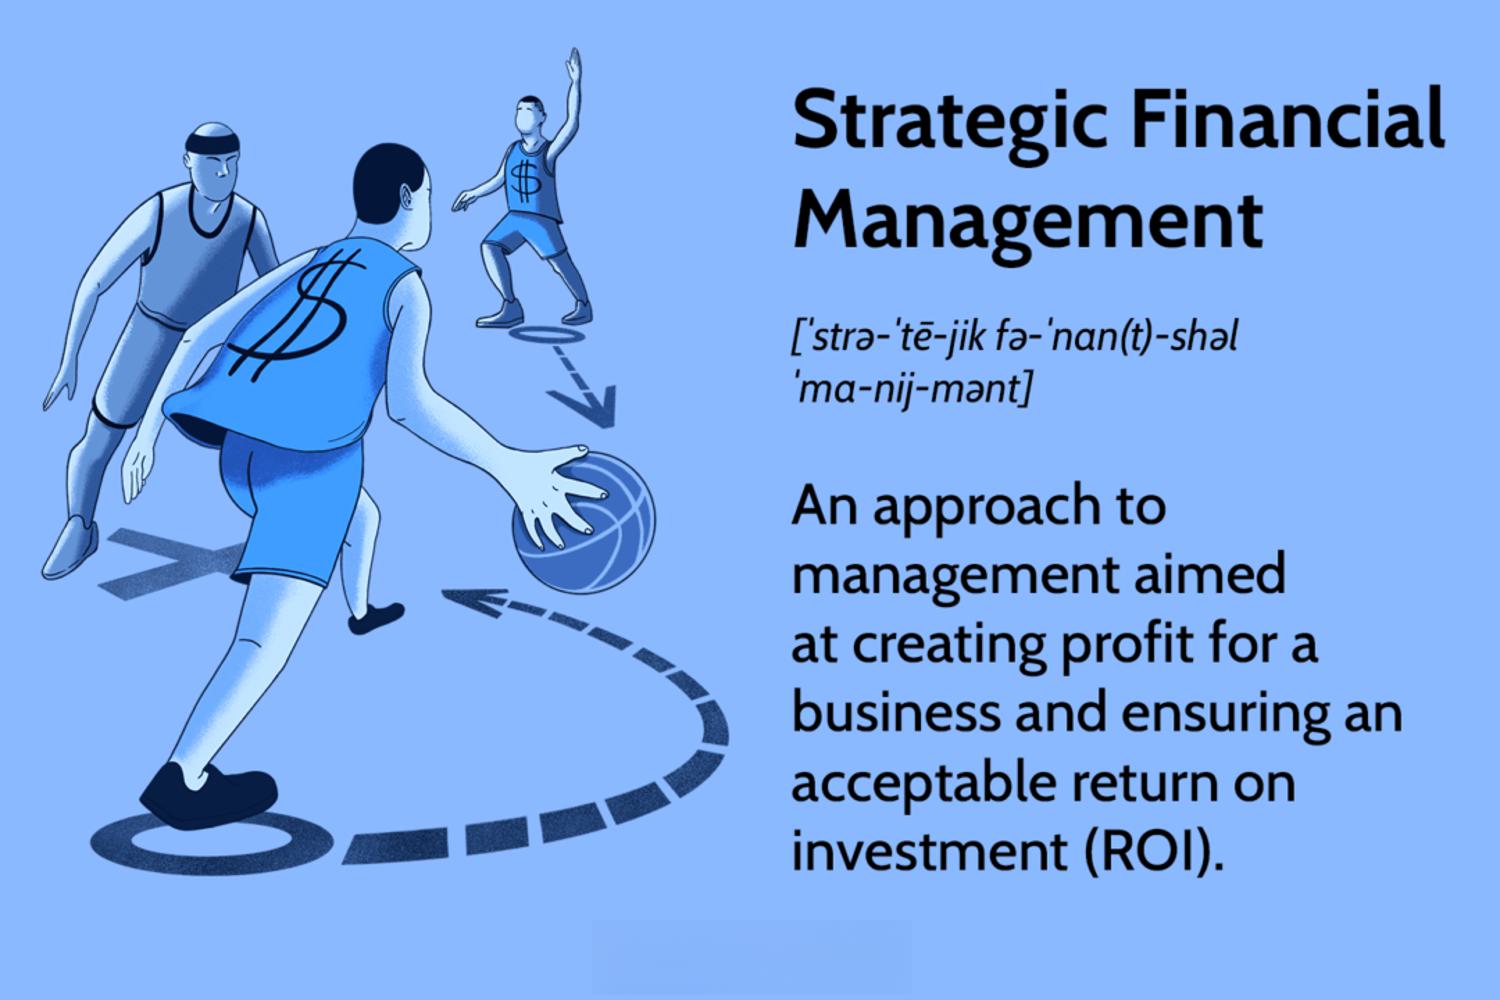 Strategic Financial
Management
[ˈstrə-ˈtē-jik fə-ˈnan(t)-shəl
ˈma-nij-mənt]
An approach to
management aimed
at creating profit for a
business and ensuring an
acceptable return on
investment (ROI).
$
$